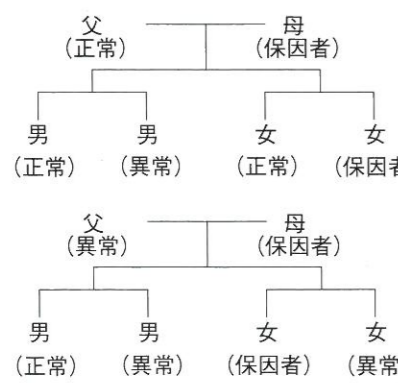 父 母
(正常) (保因者)
男 男 女 女
(正常) (異常) (正常) (保因者
父 母
(異常) (保因者)
男 男 女 女
(正常) (異常) (保因者) (異常